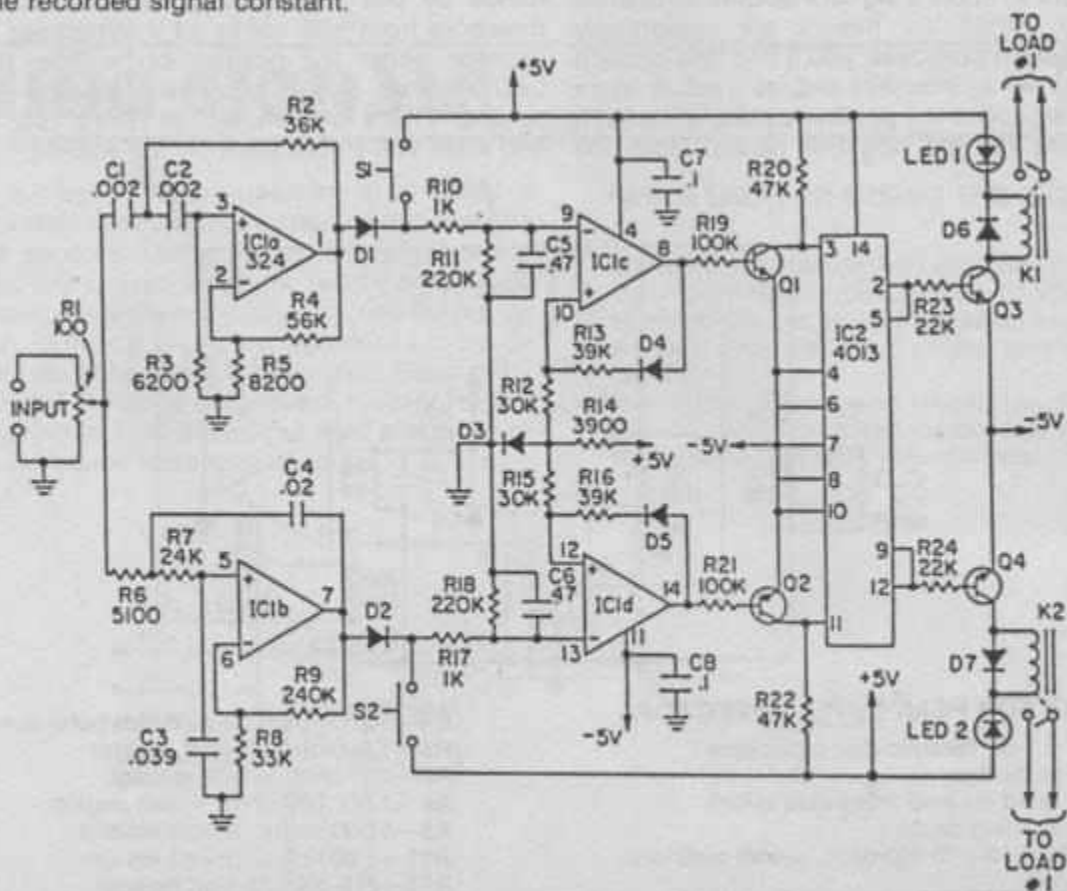 e recorded signal constant.
TO
LOAD
#1
+5V
R2
36K
C1
.002
C2
.002
S1
R10
1K
C7
.1
R20
47K
LED 1
3
IC1a
324
1
2
D1
R11
220K
C5
.47
9
4
IC1c
8
10
R19
100K
Q1
3
14
D6
K1
R1
100
R4
56K
R3
6200
R5
8200
R13
39K
D4
IC2
4013
2
5
R23
22K
Q3
INPUT
R12
30K
D3
R14
3900
+5V
-5V
4
6
7
8
10
-5V
R15
30K
R16
39K
D5
C4
.02
R7
24K
R6
5100
5
IC1b
7
6
D2
R18
220K
C6
.47
12
IC1d
14
11
13
R21
100K
Q2
9
12
11
R24
22K
Q4
K2
R9
240K
R17
1K
S2
C8
.1
-5V
R22
47K
+5V
D7
LED 2
C3
.039
R8
33K
TO
LOAD
#1